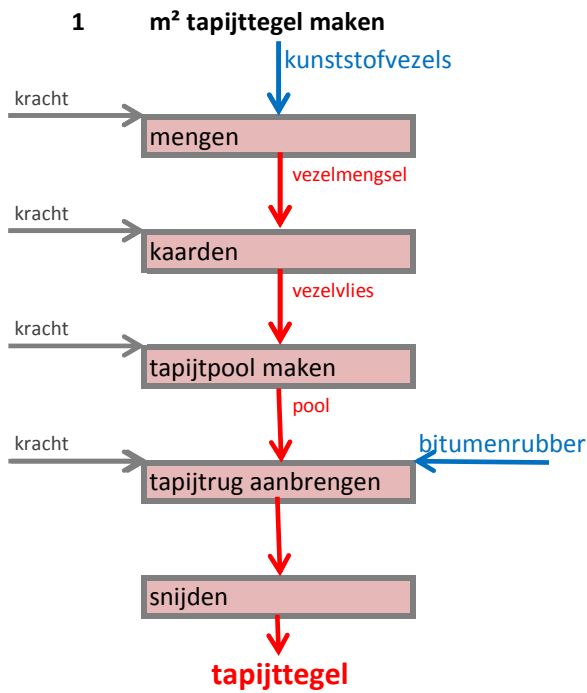 1 m² tapijttegel maken
kunststofvezels
kracht
mengen
vezelmengsel
kracht
kaarden
vezelvlies
kracht
tapijtpool maken
pool
kracht
bitumenrubber
tapijtrug aanbrengen
snijden
tapijttegel